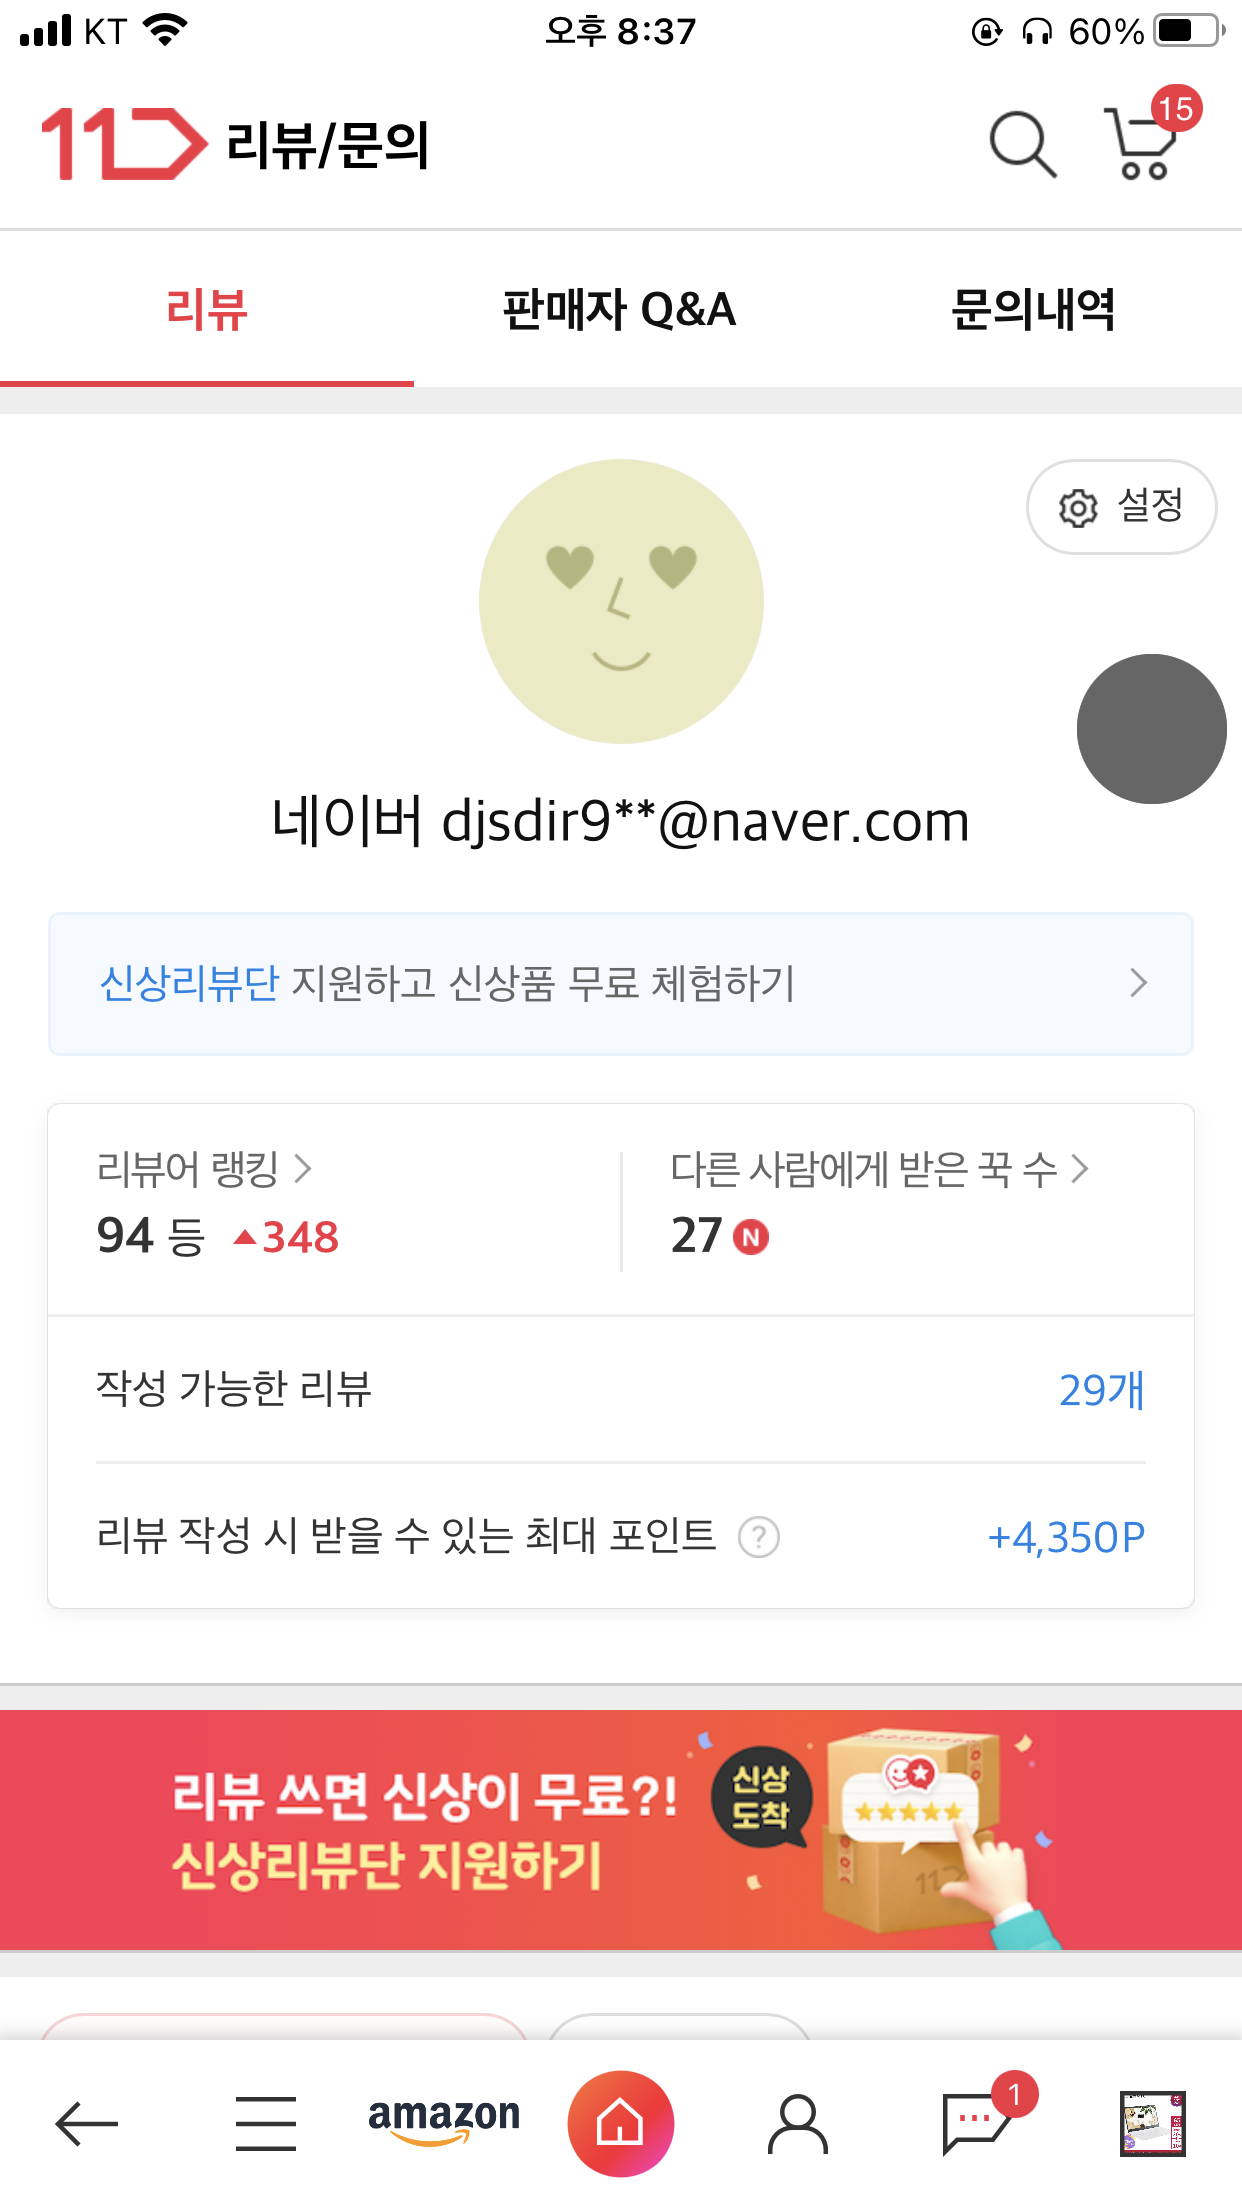 KT 오후 8:37 60%
11 리뷰/문의 15
리뷰 판매자 Q&A 문의내역
설정
네이버 djsdir9**@naver.com
신상리뷰단 지원하고 신상품 무료 체험하기
리뷰어 랭킹 다른 사람에게 받은 꾹 수
94 등 ▲348 27 N
작성 가능한 리뷰 29개
리뷰 작성 시 받을 수 있는 최대 포인트 ? +4,350P
리뷰 쓰면 신상이 무료?!
신상리뷰단 지원하기
신상
도착
11
amazon 1